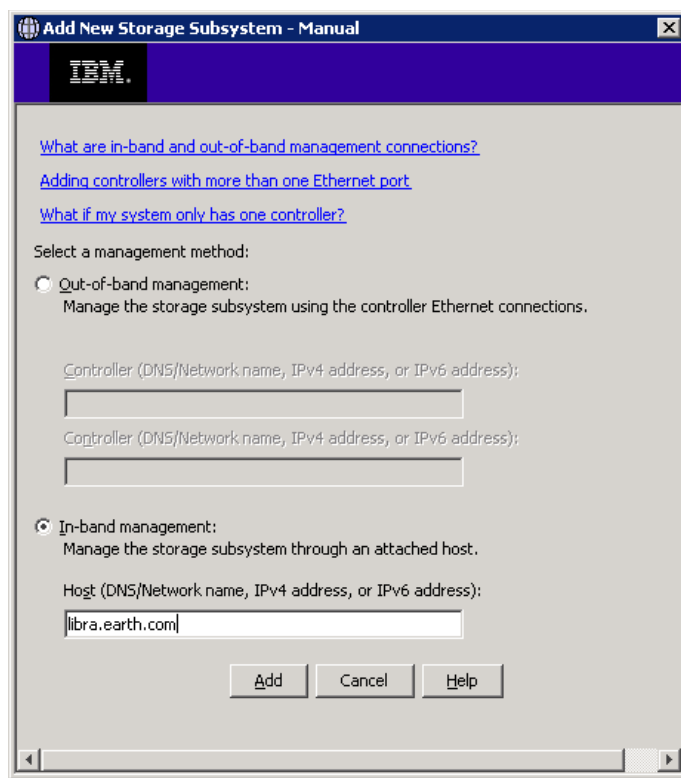 Add New Storage Subsystem - Manual
IBM.
What are in-band and out-of-band management connections?
Adding controllers with more than one Ethernet port
What if my system only has one controller?
Select a management method:
Out-of-band management:
Manage the storage subsystem using the controller Ethernet connections.
Controller (DNS/Network name, IPv4 address, or IPv6 address):
Controller (DNS/Network name, IPv4 address, or IPv6 address):
In-band management:
Manage the storage subsystem through an attached host.
Host (DNS/Network name, IPv4 address, or IPv6 address):
libra.earth.com
Add Cancel Help